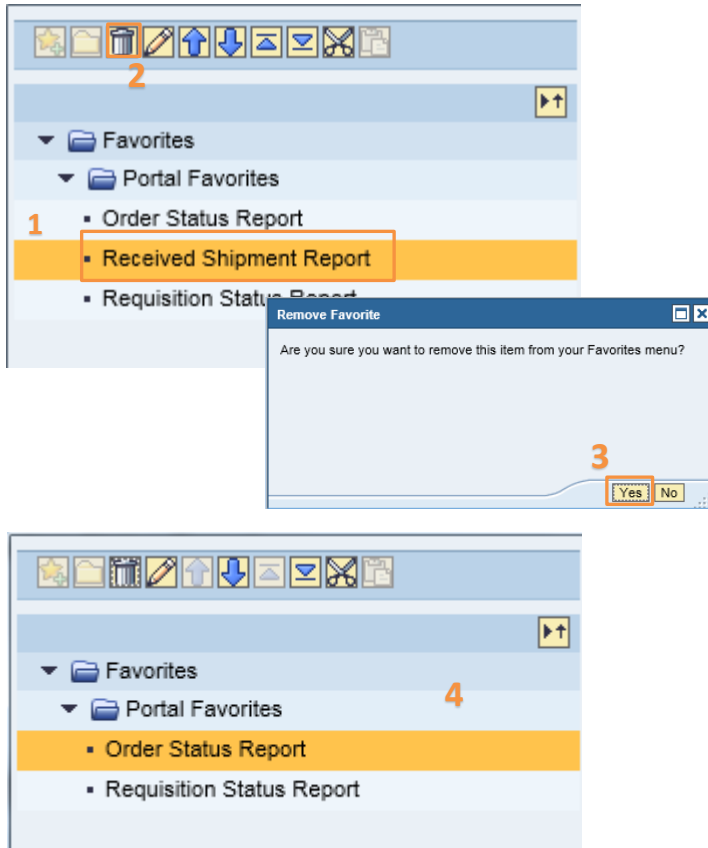 2
Favorites
Portal Favorites
1
Order Status Report
Received Shipment Report
Requisition Status Report
Remove Favorite
Are you sure you want to remove this item from your Favorites menu?
3
Yes No
Favorites
4
Portal Favorites
Order Status Report
Requisition Status Report